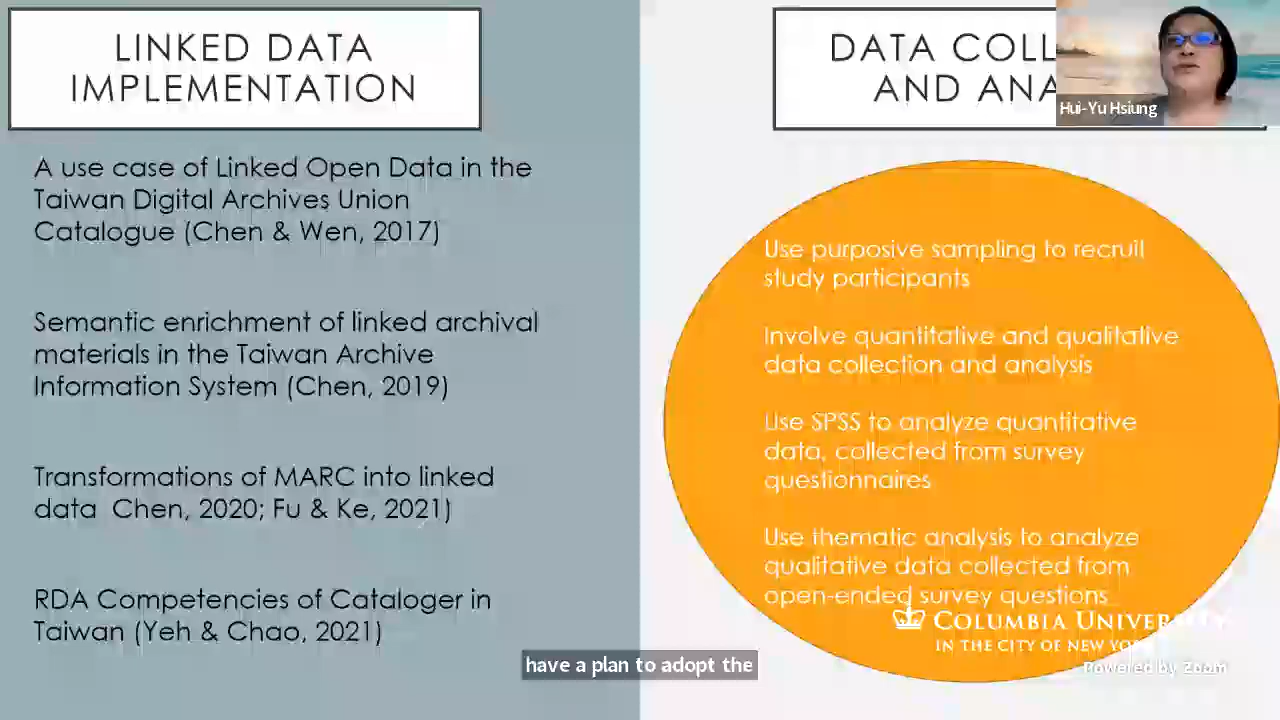 LINKED DATA
IMPLEMENTATION
A use case of Linked Open Data in the
Taiwan Digital Archives Union
Catalogue (Chen & Wen, 2017)
Semantic enrichment of linked archival
materials in the Taiwan Archive
Information System (Chen, 2019)
Transformations of MARC into linked
data Chen, 2020; Fu & Ke, 2021)
RDA Competencies of Cataloger in
Taiwan (Yeh & Chao, 2021)
DATA COLL
AND ANA
Hui-Yu Hsiung
Use purposive sampling to recruit
study participants
Involve quantitative and qualitative
data collection and analysis
Use SPSS to analyze quantitative
data, collected from survey
questionnaires
Use thematic analysis to analyze
qualitative data collected from
open-ended survey questions
COLUMBIA UNIVERSITY
IN THE CITY OF NEW YORK
Powered by Zoom
have a plan to adopt the